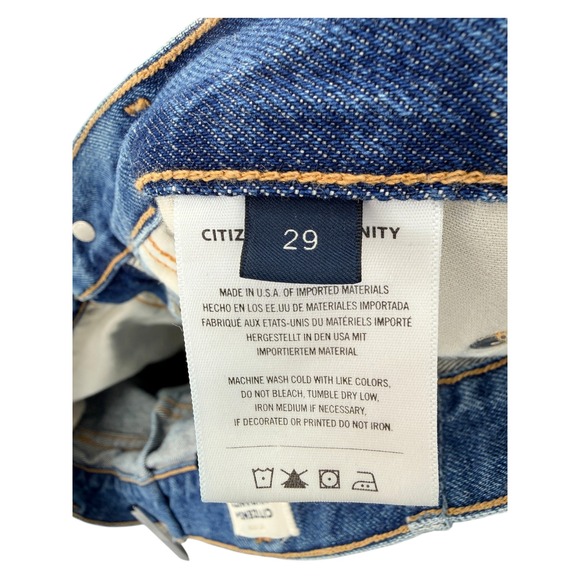 29
CITIZ NITY
MADE IN U.S.A. OF IMPORTED MATERIALS
HECHO EN LOS EE.UU DE MATERIALES IMPORTADA
FABRIQUÉ AUX ETATS-UNIS DU MATÉRIELS IMPORTÉ
HERGESTELLT IN DEN USA MIT
IMPORTIERTEM MATERIAL
MACHINE WASH COLD WITH LIKE COLORS,
DO NOT BLEACH, TUMBLE DRY LOW,
IRON MEDIUM IF NECESSARY,
IF DECORATED OR PRINTED DO NOT IRON.
CITIZEN